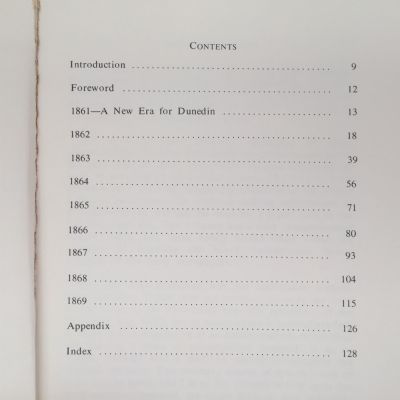 CONTENTS
Introduction ........................................ 9
Foreword ........................................ 12
1861—A New Era for Dunedin .................... 13
1862 ........................................ 18
1863 ........................................ 39
1864 ........................................ 56
1865 ........................................ 71
1866 ........................................ 80
1867 ........................................ 93
1868 ........................................ 104
1869 ........................................ 115
Appendix ........................................ 126
Index ........................................ 128